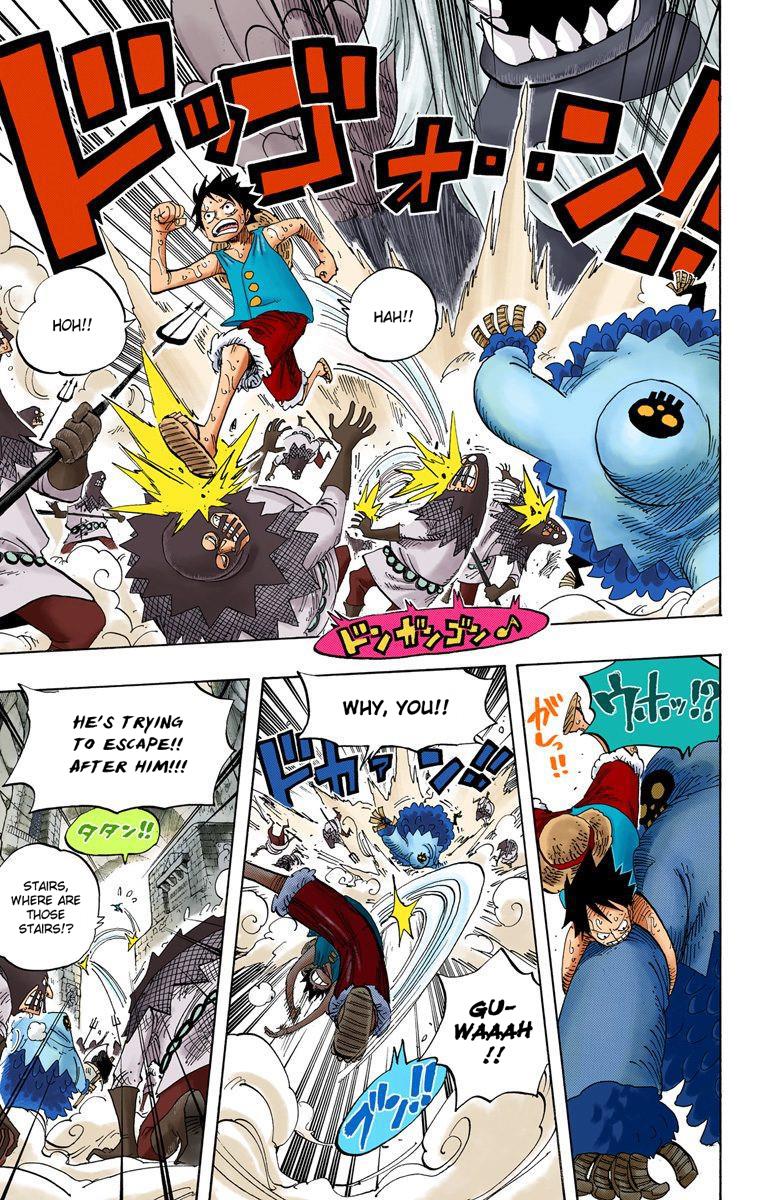 ドッゴォ・・ン!!
HAH!!
HOH!!
ドンガンゴン♪
ウホッ!?
がしっ!!
WHY, YOU!!
ドカァン!!
GU-
WAAAH
!!
ブン!!
HE'S TRYING
TO ESCAPE!!
AFTER HIM!!!
タタン!!
STAIRS,
WHERE ARE
THOSE
STAIRS!?